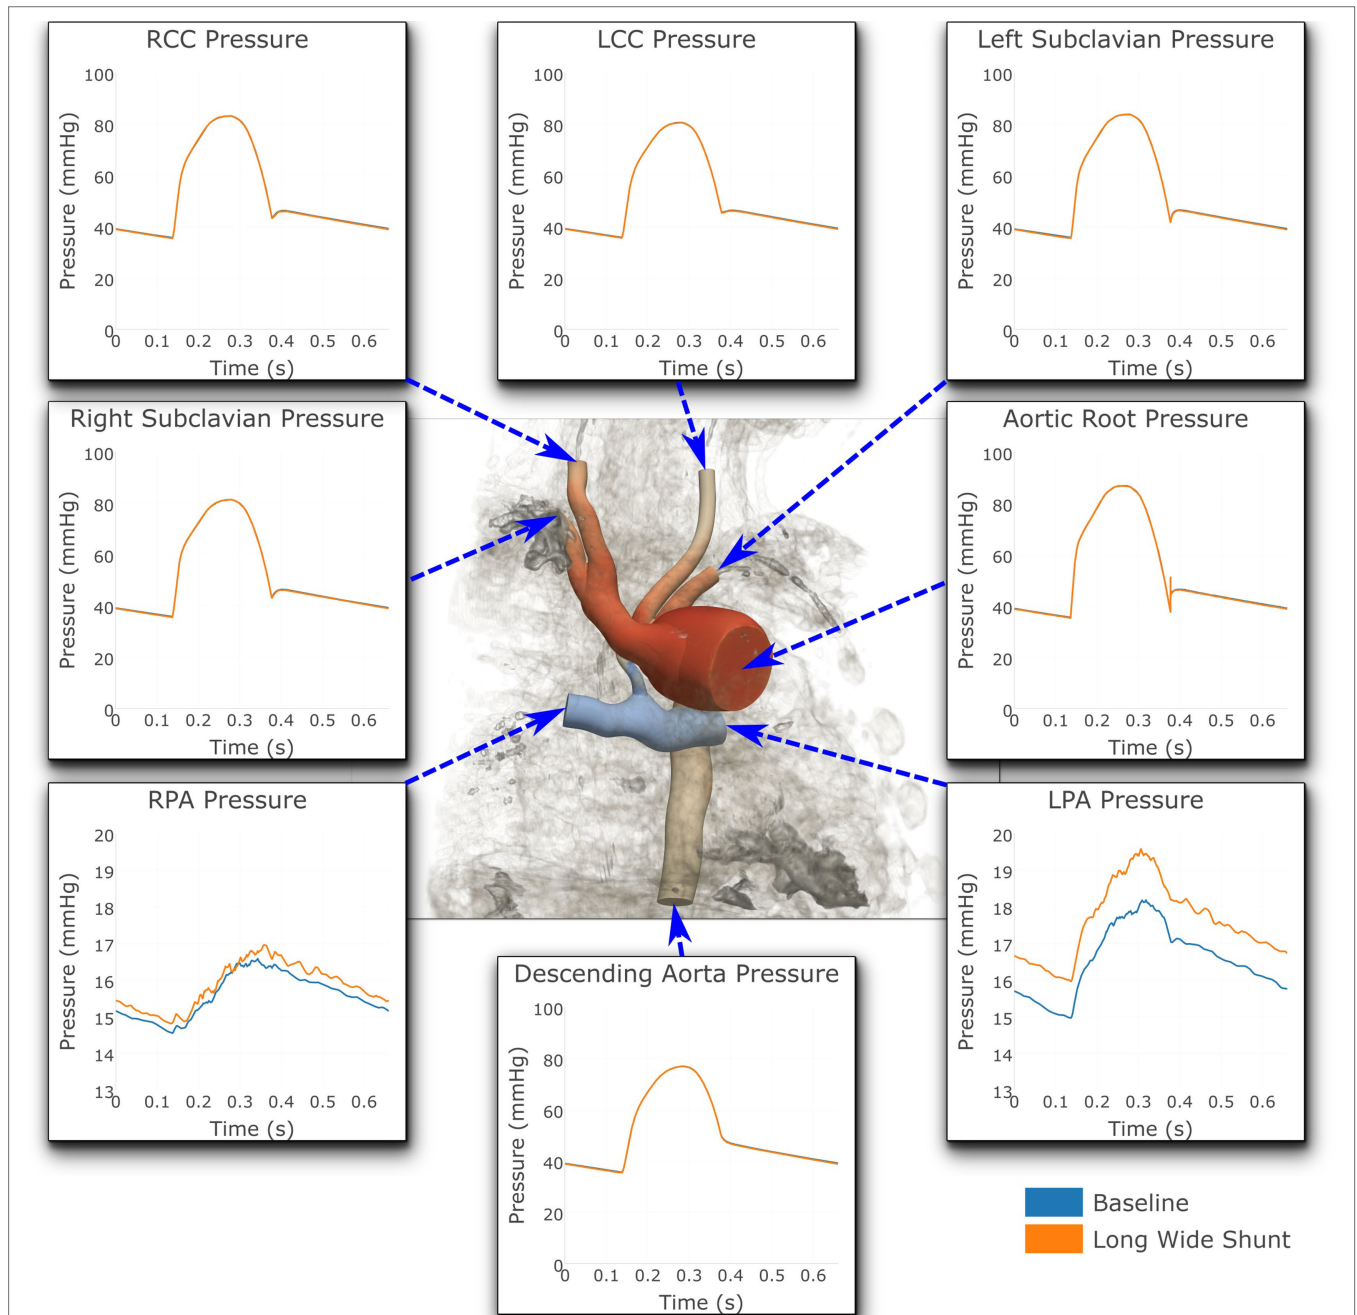 RCC Pressure
100
80
60
40
20
0
Pressure (mmHg)
0 0.1 0.2 0.3 0.4 0.5 0.6
Time (s)
LCC Pressure
100
80
60
40
20
0
Pressure (mmHg)
0 0.1 0.2 0.3 0.4 0.5 0.6
Time (s)
Left Subclavian Pressure
100
80
60
40
20
0
Pressure (mmHg)
0 0.1 0.2 0.3 0.4 0.5 0.6
Time (s)
Right Subclavian Pressure
100
80
60
40
20
0
Pressure (mmHg)
0 0.1 0.2 0.3 0.4 0.5 0.6
Time (s)
Aortic Root Pressure
100
80
60
40
20
0
Pressure (mmHg)
0 0.1 0.2 0.3 0.4 0.5 0.6
Time (s)
RPA Pressure
20
19
18
17
16
15
14
13
Pressure (mmHg)
0 0.1 0.2 0.3 0.4 0.5 0.6
Time (s)
LPA Pressure
20
19
18
17
16
15
14
13
Pressure (mmHg)
0 0.1 0.2 0.3 0.4 0.5 0.6
Time (s)
Descending Aorta Pressure
100
80
60
40
20
0
Pressure (mmHg)
0 0.1 0.2 0.3 0.4 0.5 0.6
Time (s)
Baseline
Long Wide Shunt